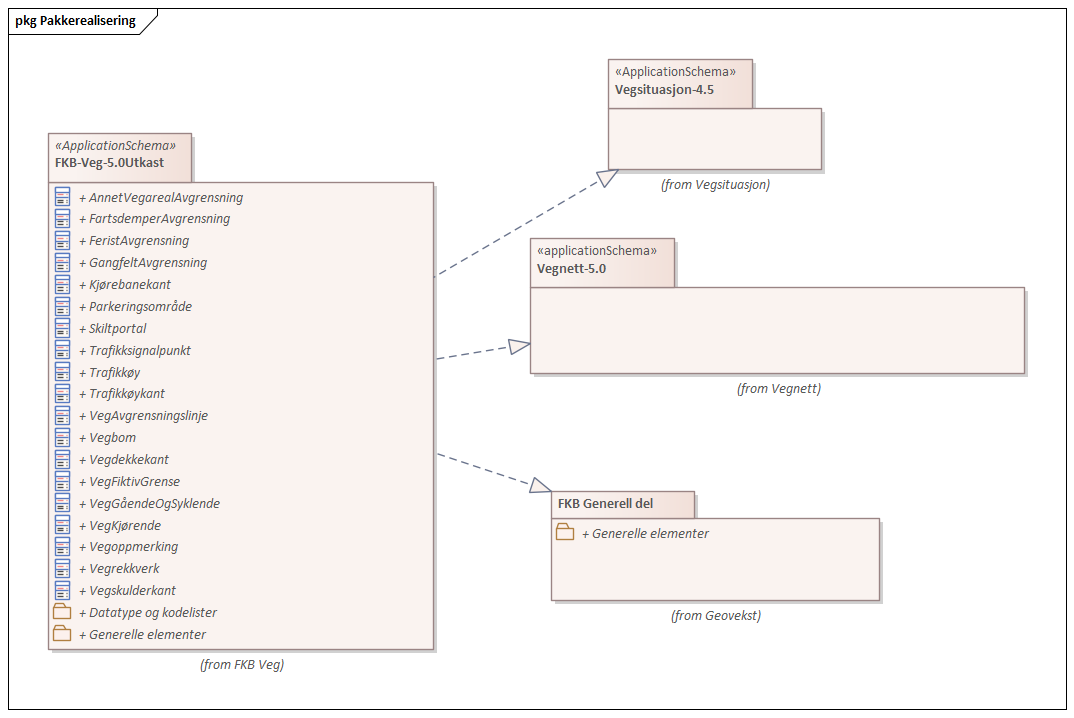 pkg Pakkerealisering
«ApplicationSchema»
FKB-Veg-5.0Utkast
+ AnnetVegarealAvgrensning
+ FartsdemperAvgrensning
+ FeristAvgrensning
+ GangfeltAvgrensning
+ Kjørebanekant
+ Parkeringsområde
+ Skiltportal
+ Trafikksignalpunkt
+ Trafikkøy
+ Trafikkøykant
+ VegAvgrensningslinje
+ Vegbom
+ Vegdekkekant
+ VegFiktivGrense
+ VegGåendeOgSyklende
+ VegKjørende
+ Vegoppmerking
+ Vegrekkverk
+ Vegskulderkant
+ Datatype og kodelister
+ Generelle elementer
(from FKB Veg)
«ApplicationSchema»
Vegsituasjon-4.5
(from Vegsituasjon)
«applicationSchema»
Vegnett-5.0
(from Vegnett)
FKB Generell del
+ Generelle elementer
(from Geovekst)